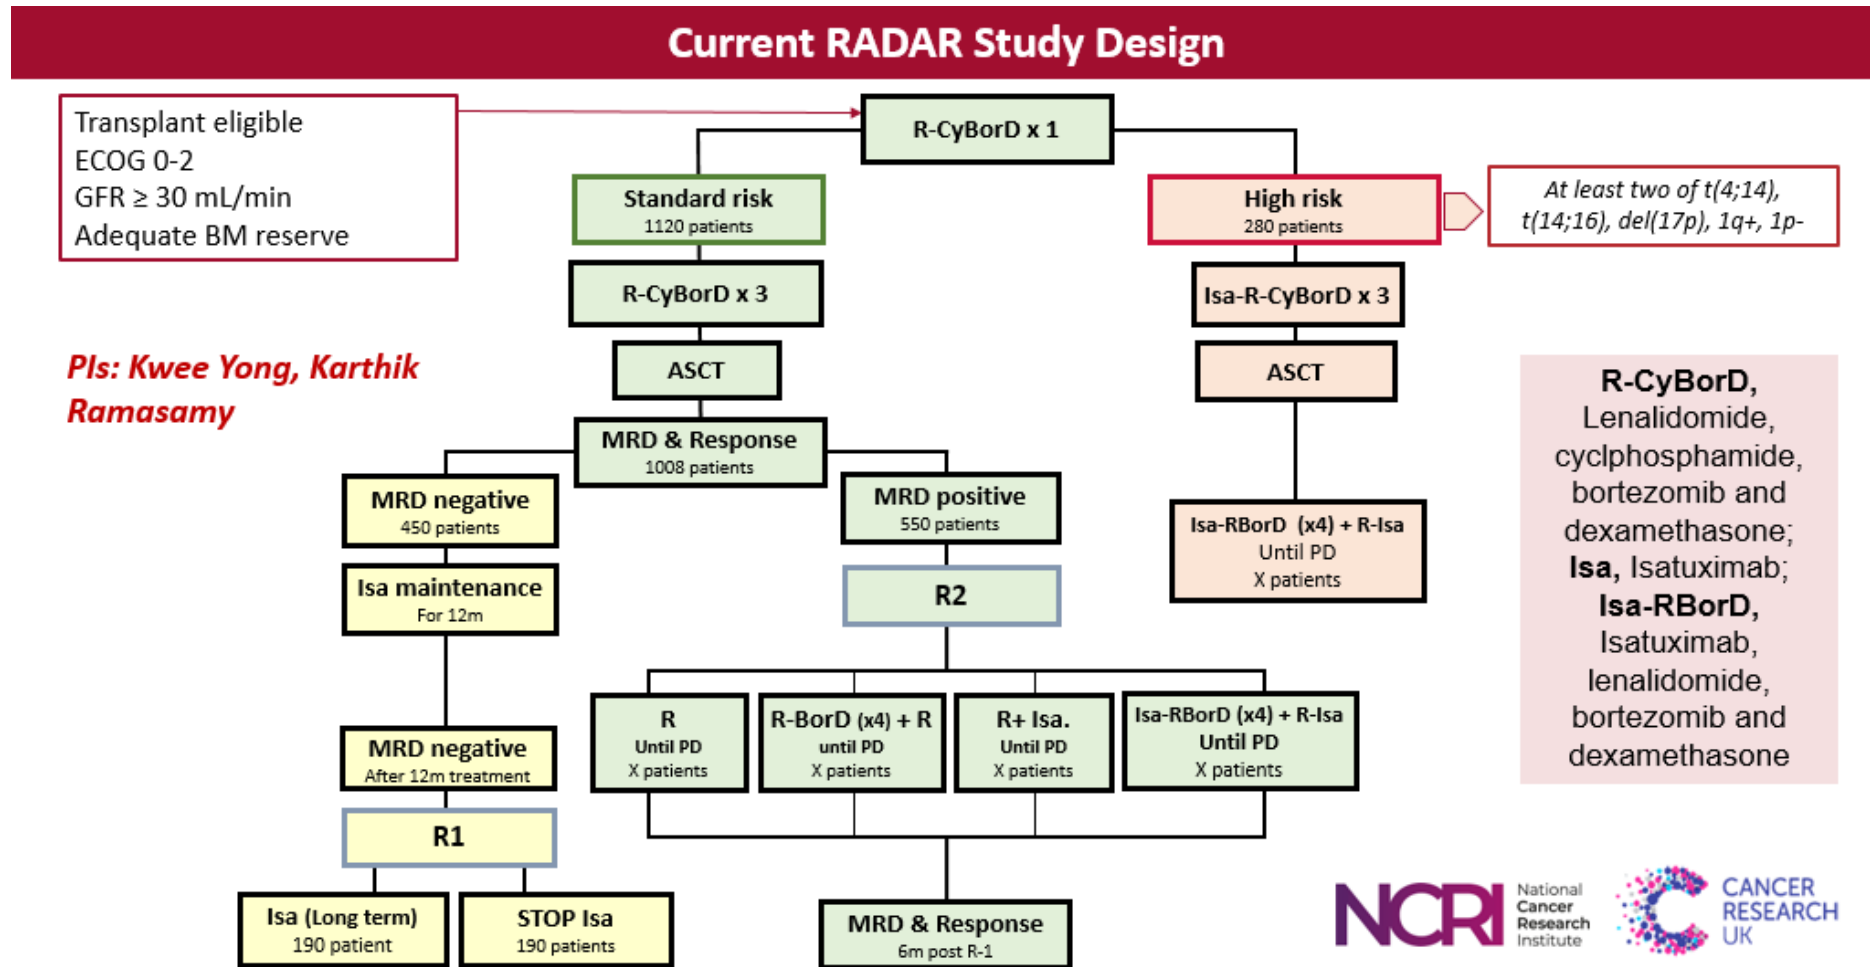 Current RADAR Study Design
Transplant eligible
ECOG 0-2
GFR ≥ 30 mL/min
Adequate BM reserve
R-CyBorD x 1
Standard risk
1120 patients
High risk
280 patients
At least two of t(4;14),
t(14;16), del(17p), 1q+, 1p-
R-CyBorD x 3
Isa-R-CyBorD x 3
PIs: Kwee Yong, Karthik
Ramasamy
ASCT
ASCT
MRD & Response
1008 patients
MRD negative
450 patients
MRD positive
550 patients
Isa maintenance
For 12m
R2
Isa-RBorD (x4) + R-Isa
Until PD
X patients
MRD negative
After 12m treatment
R
Until PD
X patients
R-BorD (x4) + R
until PD
X patients
R+ Isa.
Until PD
X patients
Isa-RBorD (x4) + R-Isa
Until PD
X patients
R1
Isa (Long term)
190 patient
STOP Isa
190 patients
MRD & Response
6m post R-1
R-CyBorD,
Lenalidomide,
cyclphosphamide,
bortezomib and
dexamethasone;
Isa, Isatuximab;
Isa-RBorD,
Isatuximab,
lenalidomide,
bortezomib and
dexamethasone
NCRI
National
Cancer
Research
Institute
CANCER
RESEARCH
UK